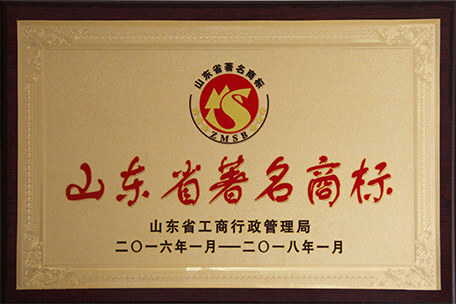 山东省著名商标
ZMSB
山东省著名商标
山东省工商行政管理局
二〇一六年一月——二〇一八年一月